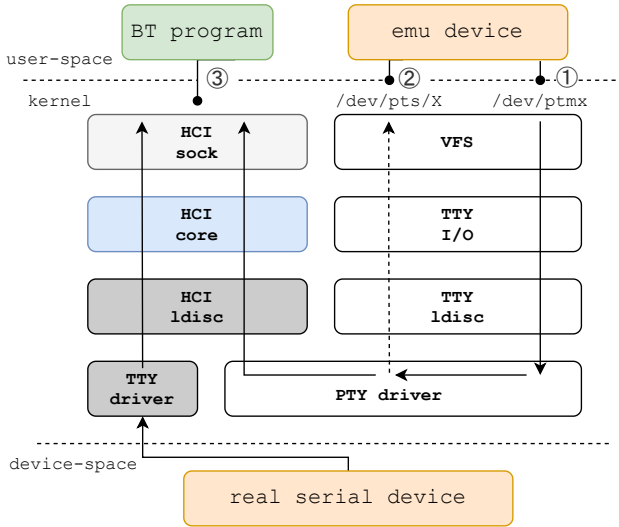 BT program
emu device
user-space
③
②
①
kernel
/dev/pts/X
/dev/ptmx
HCI
sock
VFS
HCI
core
TTY
I/O
HCI
ldisc
TTY
ldisc
TTY
driver
PTY driver
device-space
real serial device